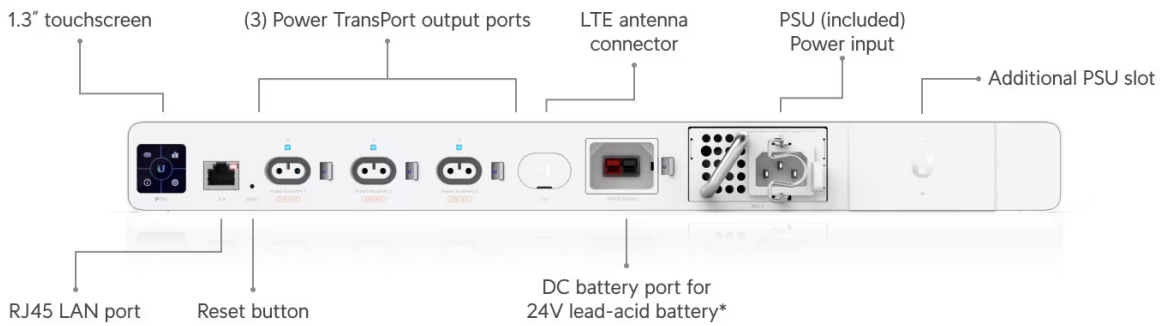 1.3" touchscreen
(3) Power TransPort output ports
LTE antenna
connector
PSU (included)
Power input
Additional PSU slot
RJ45 LAN port
Reset button
DC battery port for
24V lead-acid battery*